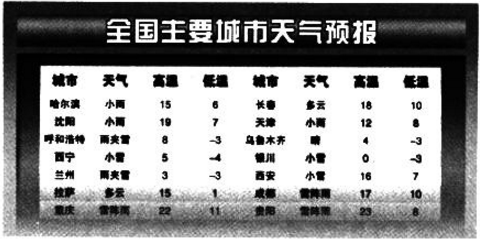 全国主要城市天气预报
城市 天气 高温 低温 城市 天气 高温 低温
哈尔滨 小雨 15 6 长春 多云 18 10
沈阳 小雨 19 7 天津 小雨 12 8
呼和浩特 雨夹雪 8 -3 乌鲁木齐 晴 4 -3
西宁 小雪 5 -4 银川 小雪 0 -3
兰州 雨夹雪 3 -3 西安 小雨 16 7
拉萨 多云 15 1 成都 雷阵雨 17 10
重庆 雷阵雨 22 11 贵阳 雷阵雨 23 8